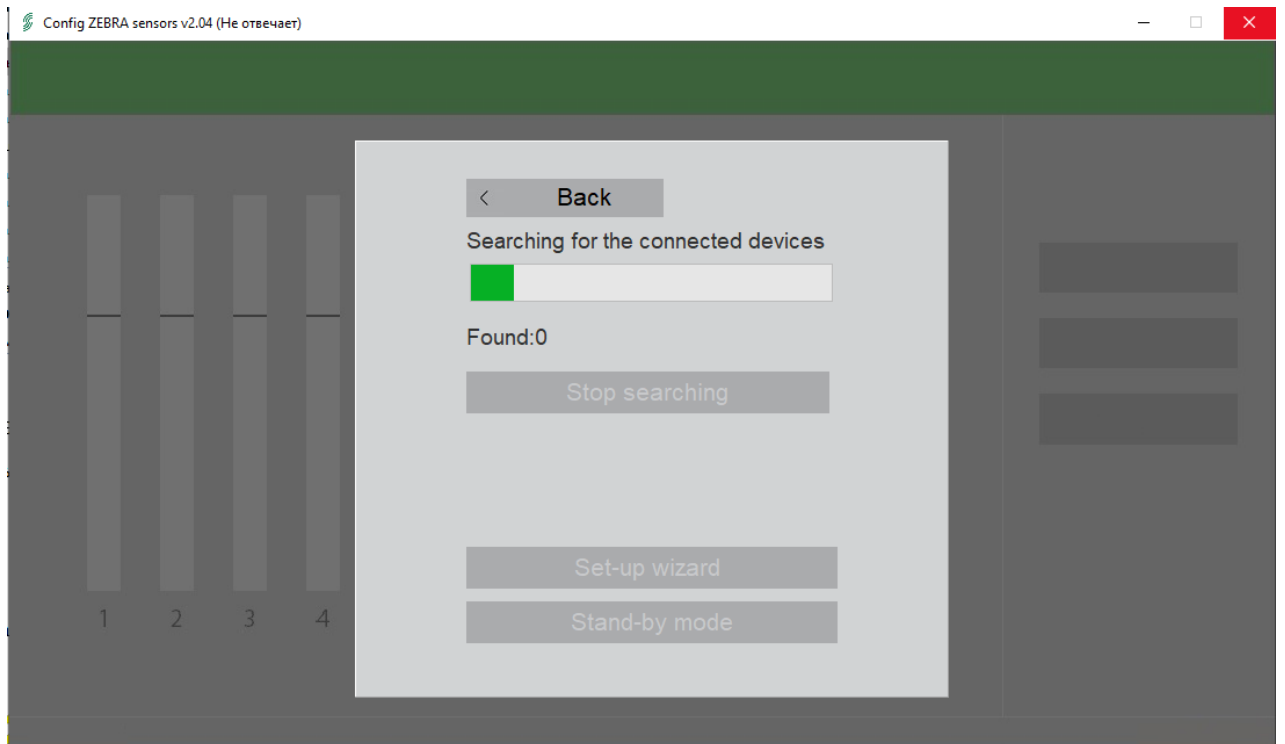 Config ZEBRA sensors v2.04 (Не отвечает)
Back
Searching for the connected devices
Found:0
Stop searching
Set-up wizard
Stand-by mode
1 2 3 4